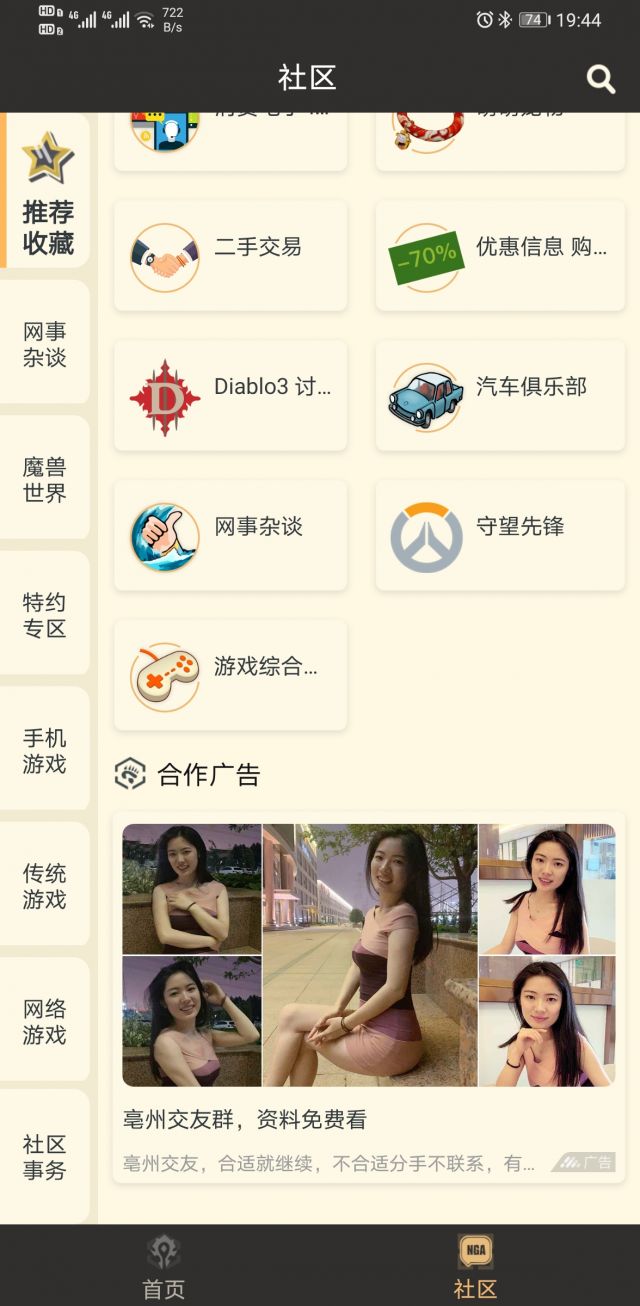 HD 1 4G 4G 722
HD 2 B/s
74 19:44
社区
推荐
收藏
网事
杂谈
魔兽
世界
特约
专区
手机
游戏
传统
游戏
网络
游戏
社区
事务
二手交易
-70%
优惠信息 购...
D
Diablo3 讨...
汽车俱乐部
网事杂谈
守望先锋
游戏综合...
合作广告
亳州交友群，资料免费看
亳州交友，合适就继续，不合适分手不联系，有...
广告
首页
NGA
社区